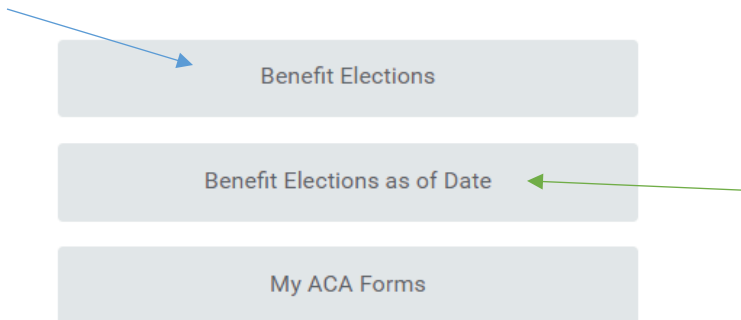 Benefit Elections
Benefit Elections as of Date
My ACA Forms